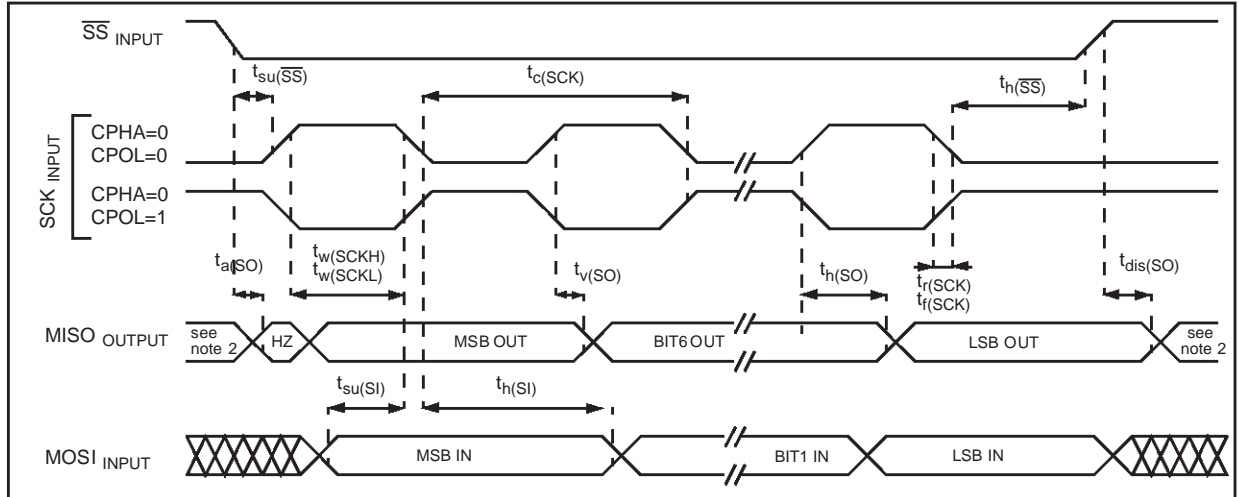 SS INPUT
tsu(SS)
tc(SCK)
th(SS)
SCK INPUT
CPHA=0
CPOL=0
CPHA=0
CPOL=1
ta(SO)
tw(SCKH)
tw(SCKL)
tv(SO)
th(SO)
tr(SCK)
tf(SCK)
tdis(SO)
MISO OUTPUT
see
note 2
HZ
MSB OUT
BIT6 OUT
LSB OUT
see
note 2
tsu(SI)
th(SI)
MOSI INPUT
MSB IN
BIT1 IN
LSB IN